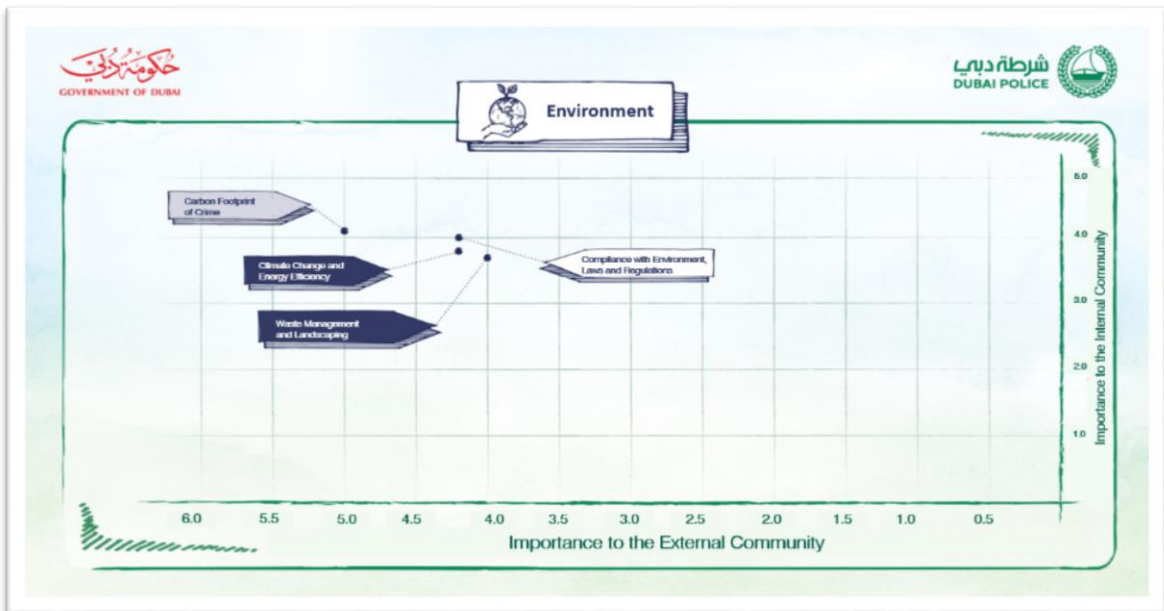 حكومة دبي
GOVERNMENT OF DUBAI
شرطة دبي
DUBAI POLICE
Environment
Carbon Footprint
of Crime
Climate Change and
Energy Efficiency
Waste Management
and Landscaping
Compliance with Environment,
Laws and Regulations
5.0
4.0
3.0
2.0
1.0
Importance to the Internal Community
6.0 5.5 5.0 4.5 4.0 3.5 3.0 2.5 2.0 1.5 1.0 0.5
Importance to the External Community